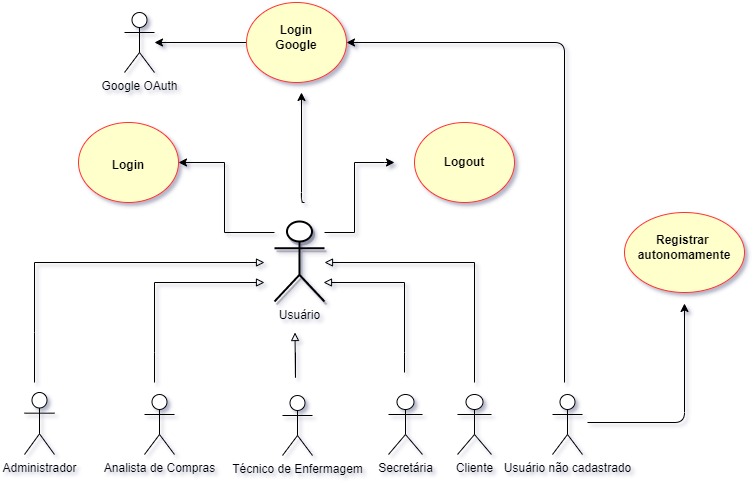 Login
Google
Google OAuth
Login
Logout
Registrar
autonomamente
Usuário
Administrador
Analista de Compras
Técnico de Enfermagem
Secretária
Cliente
Usuário não cadastrado